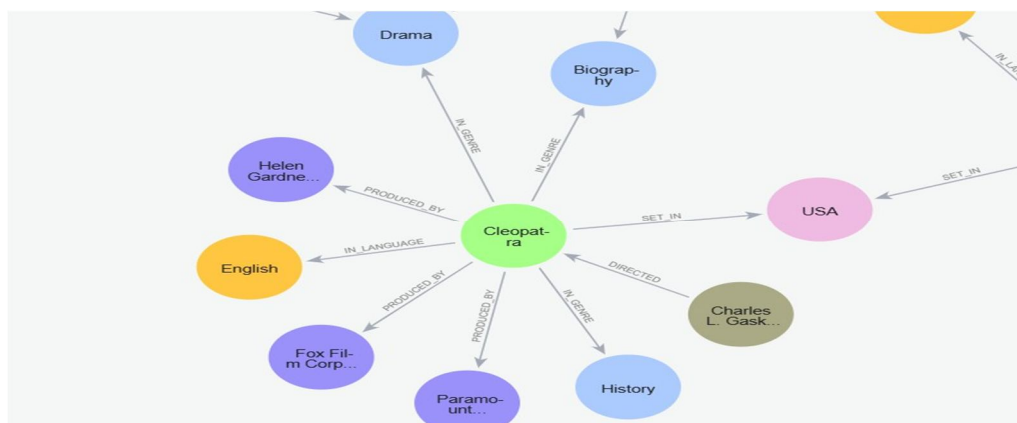 Drama
Biograp-
hy
IN_LAN
IN_GENRE
IN_GENRE
Helen
Gardne...
PRODUCED_BY
SET_IN
USA
SET_IN
Cleopat-
ra
IN_LANGUAGE
English
DIRECTED
PRODUCED_BY
PRODUCED_BY
IN_GENRE
Charles
L. Gask...
Fox Fil-
m Corp...
History
Paramo-
unt...